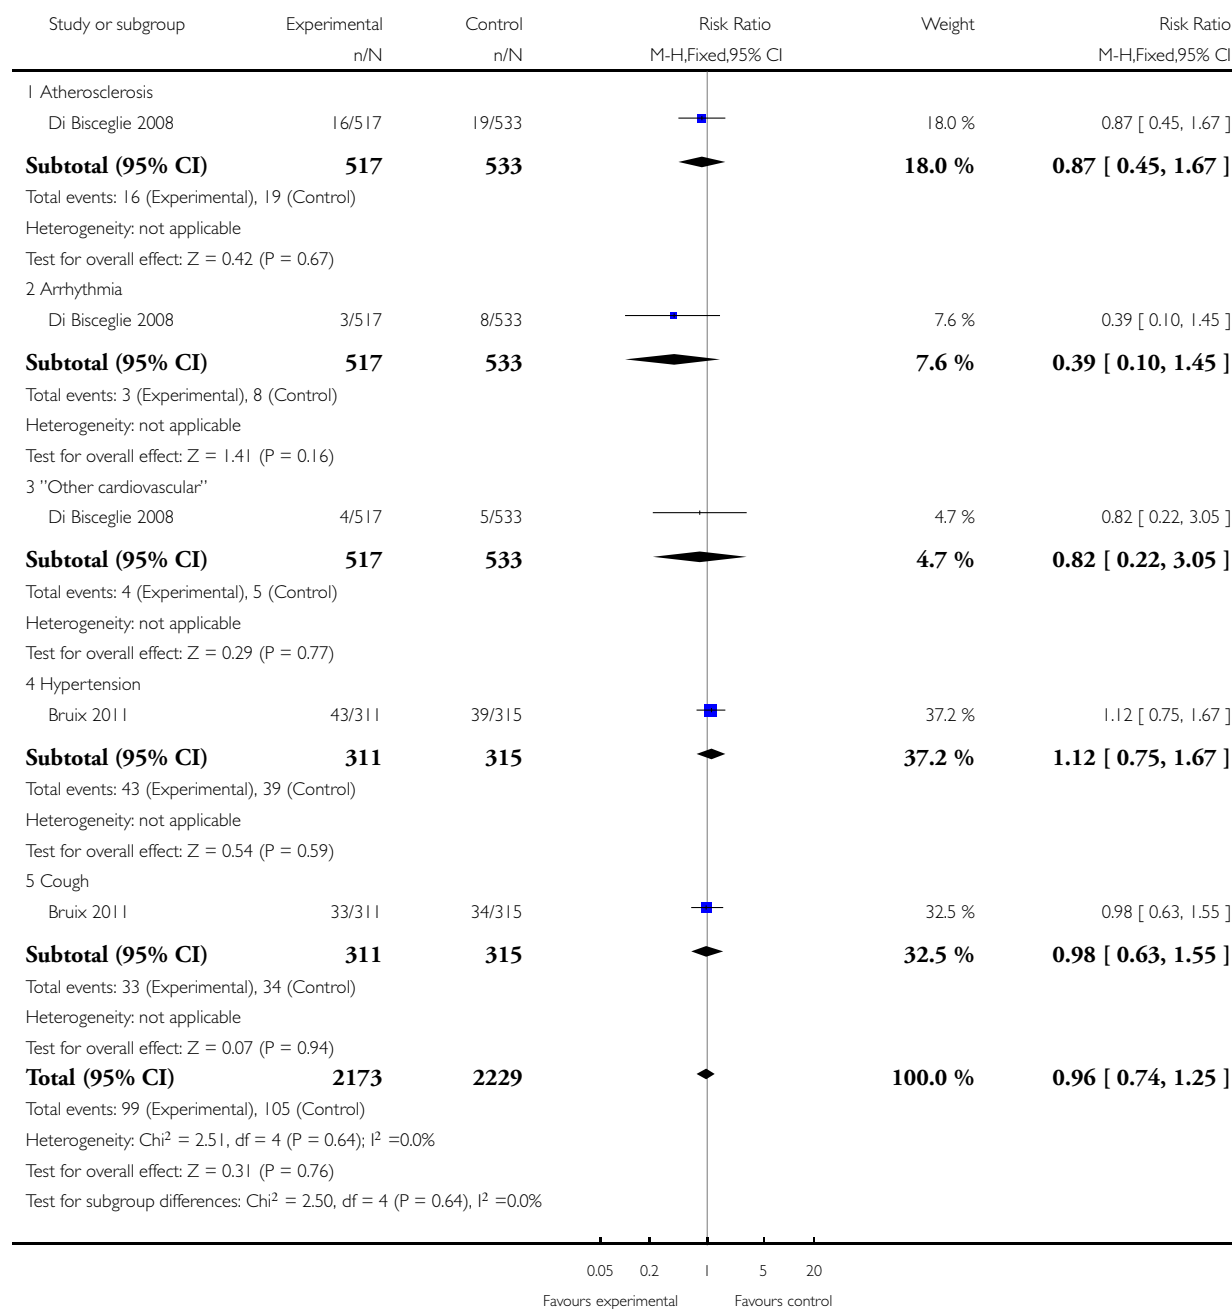 Study or subgroup Experimental Control Risk Ratio Weight Risk Ratio
n/N n/N M-H,Fixed,95% CI M-H,Fixed,95% CI
1 Atherosclerosis
Di Bisceglie 2008 16/517 19/533 18.0 % 0.87 [ 0.45, 1.67 ]
Subtotal (95% CI) 517 533 18.0 % 0.87 [ 0.45, 1.67 ]
Total events: 16 (Experimental), 19 (Control)
Heterogeneity: not applicable
Test for overall effect: Z = 0.42 (P = 0.67)
2 Arrhythmia
Di Bisceglie 2008 3/517 8/533 7.6 % 0.39 [ 0.10, 1.45 ]
Subtotal (95% CI) 517 533 7.6 % 0.39 [ 0.10, 1.45 ]
Total events: 3 (Experimental), 8 (Control)
Heterogeneity: not applicable
Test for overall effect: Z = 1.41 (P = 0.16)
3 ”Other cardiovascular”
Di Bisceglie 2008 4/517 5/533 4.7 % 0.82 [ 0.22, 3.05 ]
Subtotal (95% CI) 517 533 4.7 % 0.82 [ 0.22, 3.05 ]
Total events: 4 (Experimental), 5 (Control)
Heterogeneity: not applicable
Test for overall effect: Z = 0.29 (P = 0.77)
4 Hypertension
Bruix 2011 43/311 39/315 37.2 % 1.12 [ 0.75, 1.67 ]
Subtotal (95% CI) 311 315 37.2 % 1.12 [ 0.75, 1.67 ]
Total events: 43 (Experimental), 39 (Control)
Heterogeneity: not applicable
Test for overall effect: Z = 0.54 (P = 0.59)
5 Cough
Bruix 2011 33/311 34/315 32.5 % 0.98 [ 0.63, 1.55 ]
Subtotal (95% CI) 311 315 32.5 % 0.98 [ 0.63, 1.55 ]
Total events: 33 (Experimental), 34 (Control)
Heterogeneity: not applicable
Test for overall effect: Z = 0.07 (P = 0.94)
Total (95% CI) 2173 2229 100.0 % 0.96 [ 0.74, 1.25 ]
Total events: 99 (Experimental), 105 (Control)
Heterogeneity: Chi² = 2.51, df = 4 (P = 0.64); I² =0.0%
Test for overall effect: Z = 0.31 (P = 0.76)
Test for subgroup differences: Chi² = 2.50, df = 4 (P = 0.64), I² =0.0%
0.05 0.2 1 5 20
Favours experimental Favours control